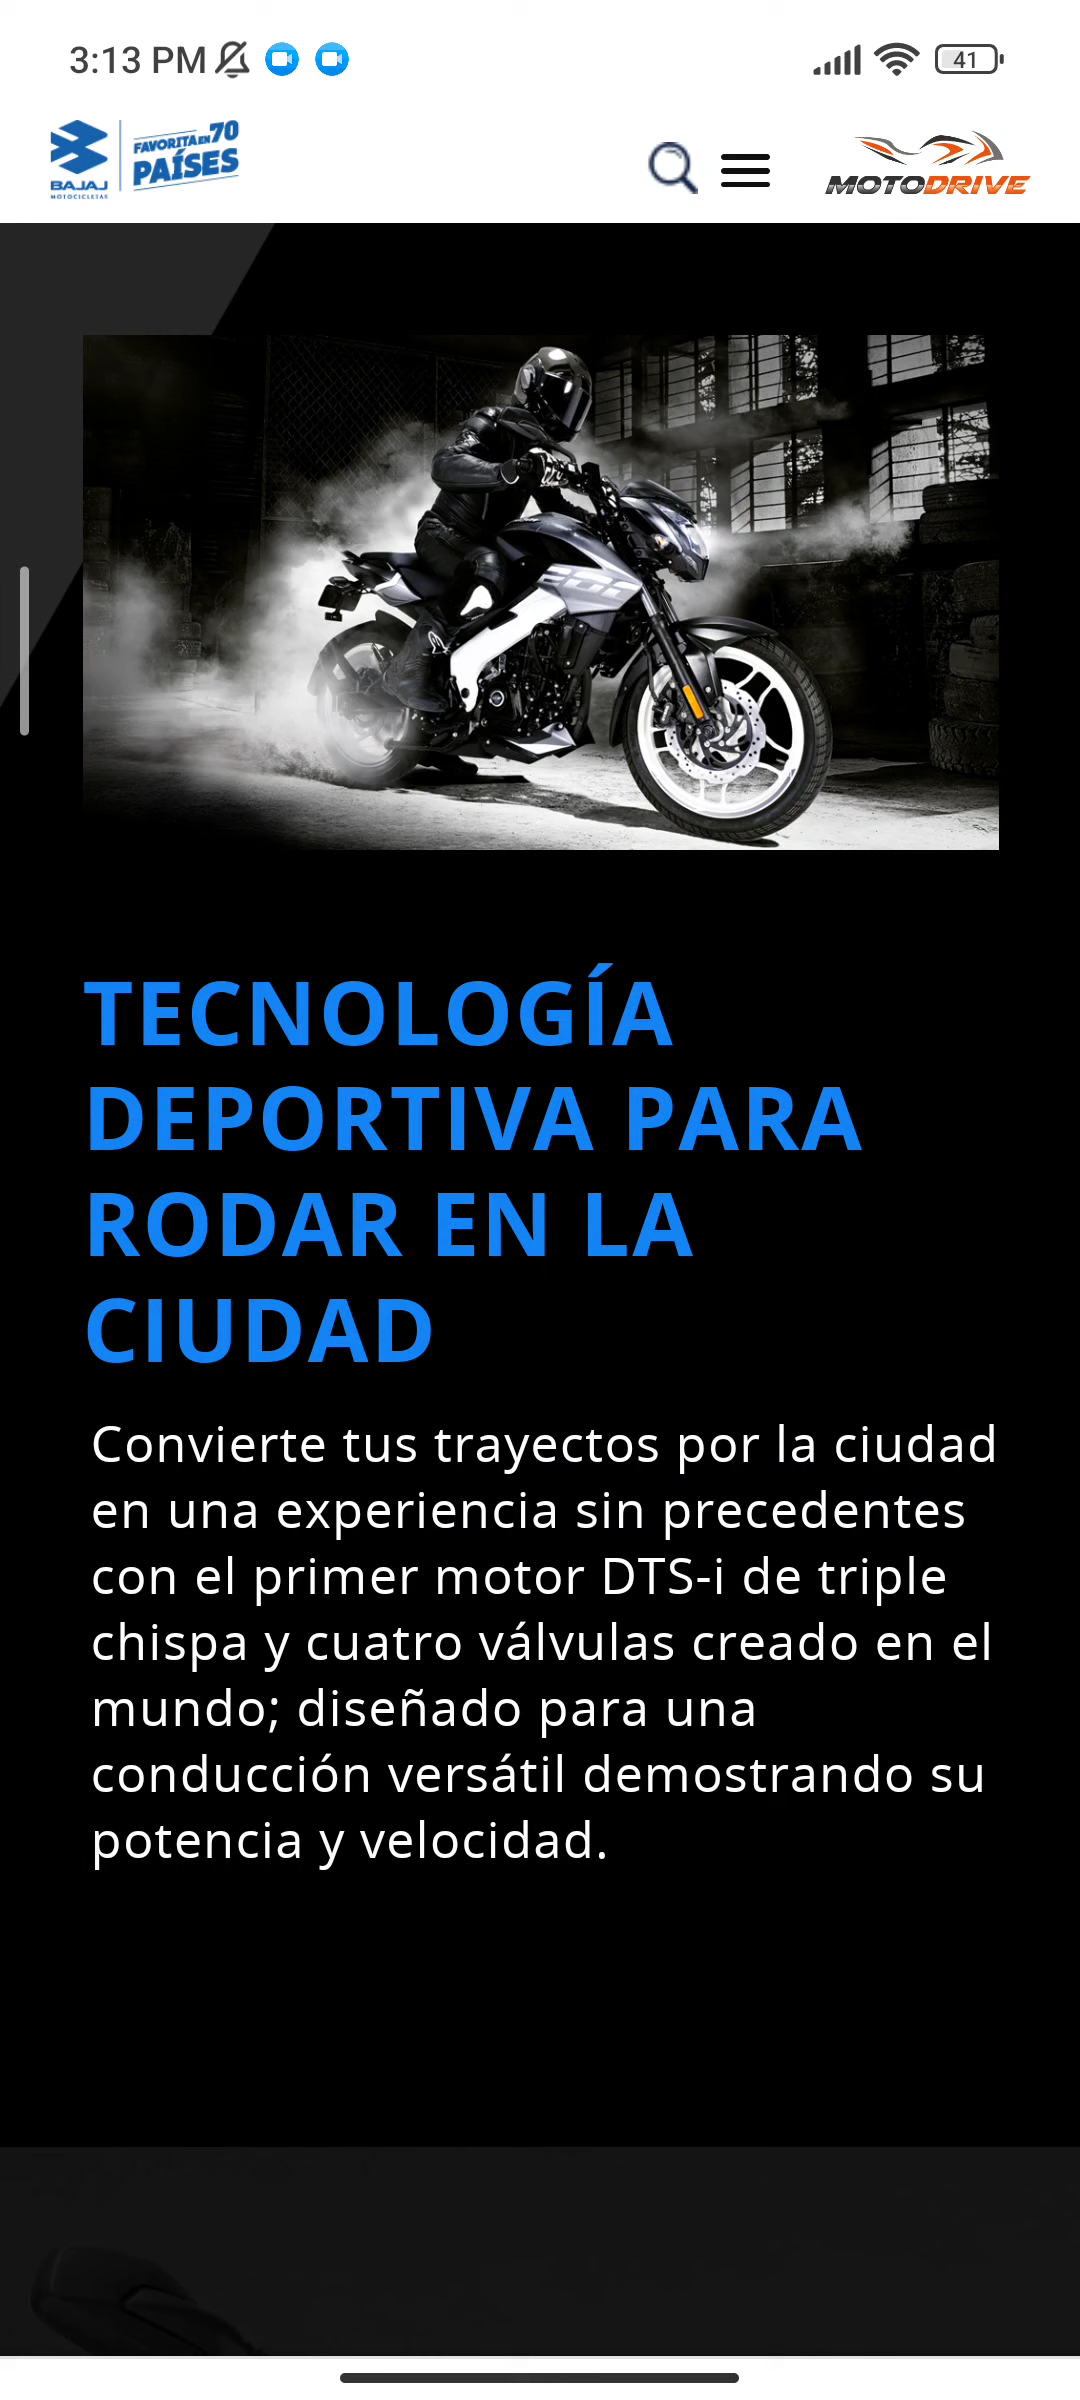 3:13 PM
41
FAVORITA EN 70
PAÍSES
BAJAJ
MOTOCICLETAS
MOTODRIVE
200
TECNOLOGÍA
DEPORTIVA PARA
RODAR EN LA
CIUDAD
Convierte tus trayectos por la ciudad
en una experiencia sin precedentes
con el primer motor DTS-i de triple
chispa y cuatro válvulas creado en el
mundo; diseñado para una
conducción versátil demostrando su
potencia y velocidad.